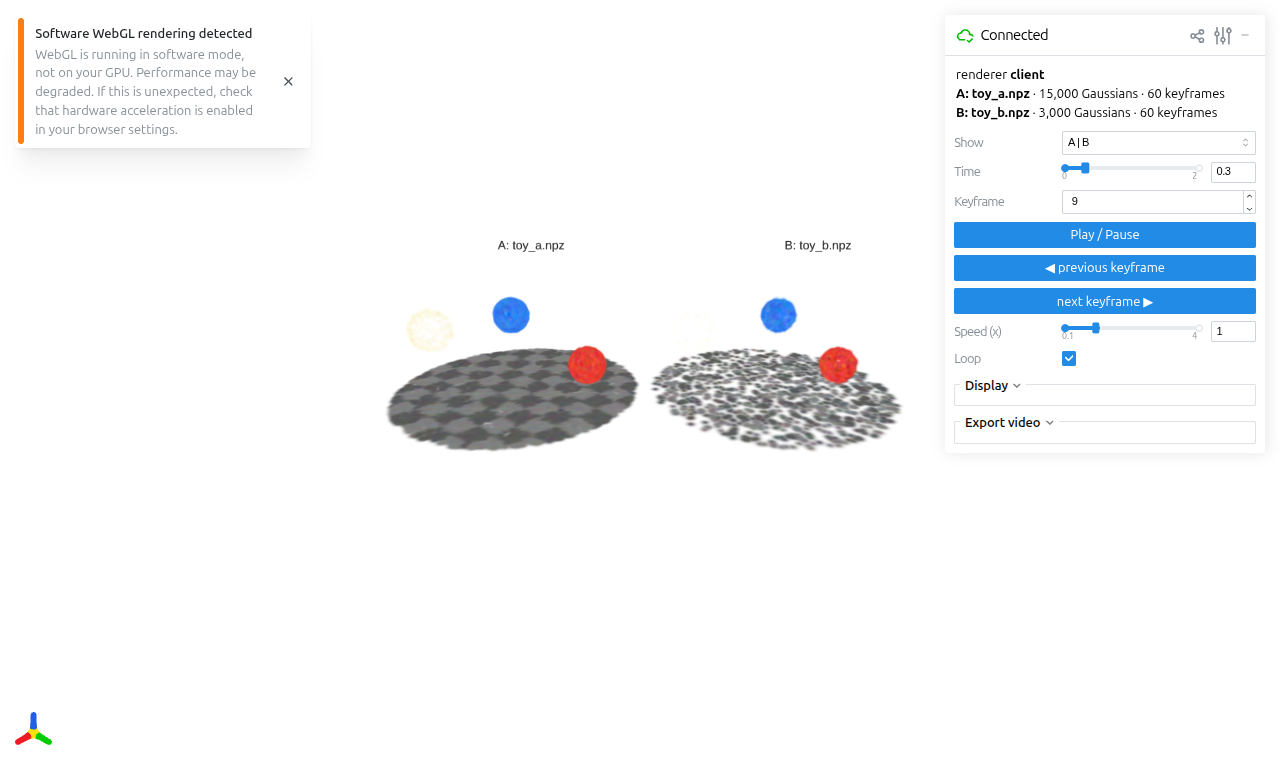 Software WebGL rendering detected
WebGL is running in software mode,
not on your GPU. Performance may be
degraded. If this is unexpected, check
that hardware acceleration is enabled
in your browser settings.
A: toy_a.npz
B: toy_b.npz
Connected
renderer client
A: toy_a.npz · 15,000 Gaussians · 60 keyframes
B: toy_b.npz · 3,000 Gaussians · 60 keyframes
Show
A | B
Time
0
2
0.3
Keyframe
9
Play / Pause
◀ previous keyframe
next keyframe ▶
Speed (x)
0.1
4
1
Loop
Display
Export video